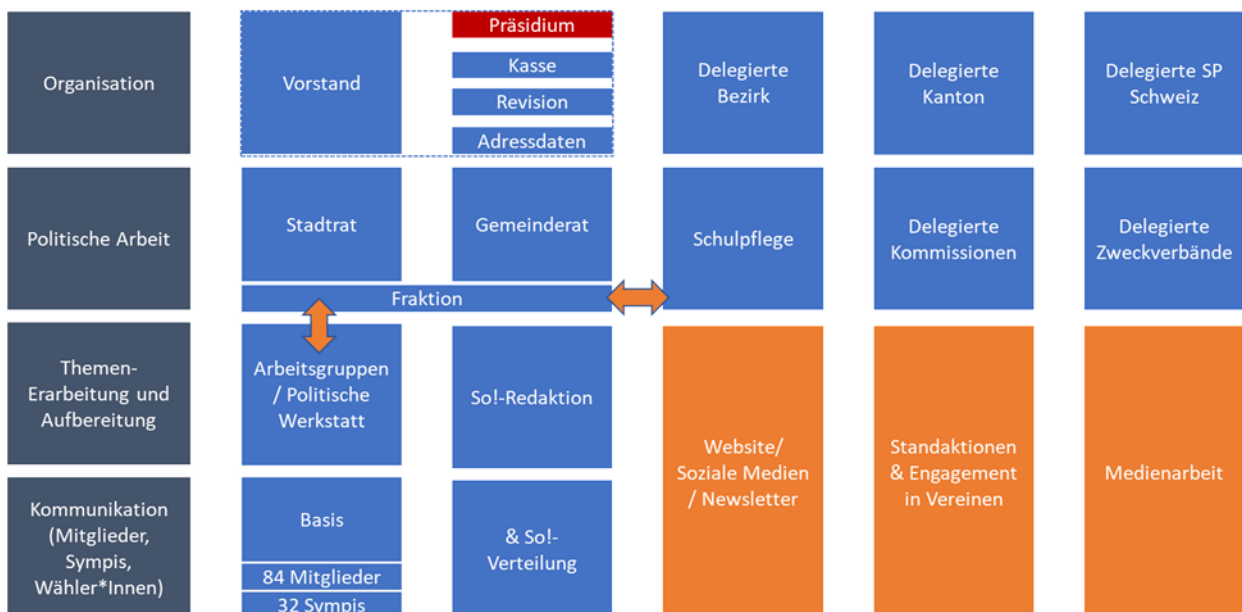 Organisation
Vorstand
Präsidium
Kasse
Revision
Adressdaten
Delegierte
Bezirk
Delegierte
Kanton
Delegierte SP
Schweiz
Politische Arbeit
Stadtrat
Gemeinderat
Fraktion
Schulpflege
Delegierte
Kommissionen
Delegierte
Zweckverbände
Themen-
Erarbeitung und
Aufbereitung
Arbeitsgruppen
/ Politische
Werkstatt
So!-Redaktion
Website/
Soziale Medien
/ Newsletter
Standaktionen
& Engagement
in Vereinen
Medienarbeit
Kommunikation
(Mitglieder,
Sympis,
Wähler*Innen)
Basis
84 Mitglieder
32 Sympis
& So!-
Verteilung